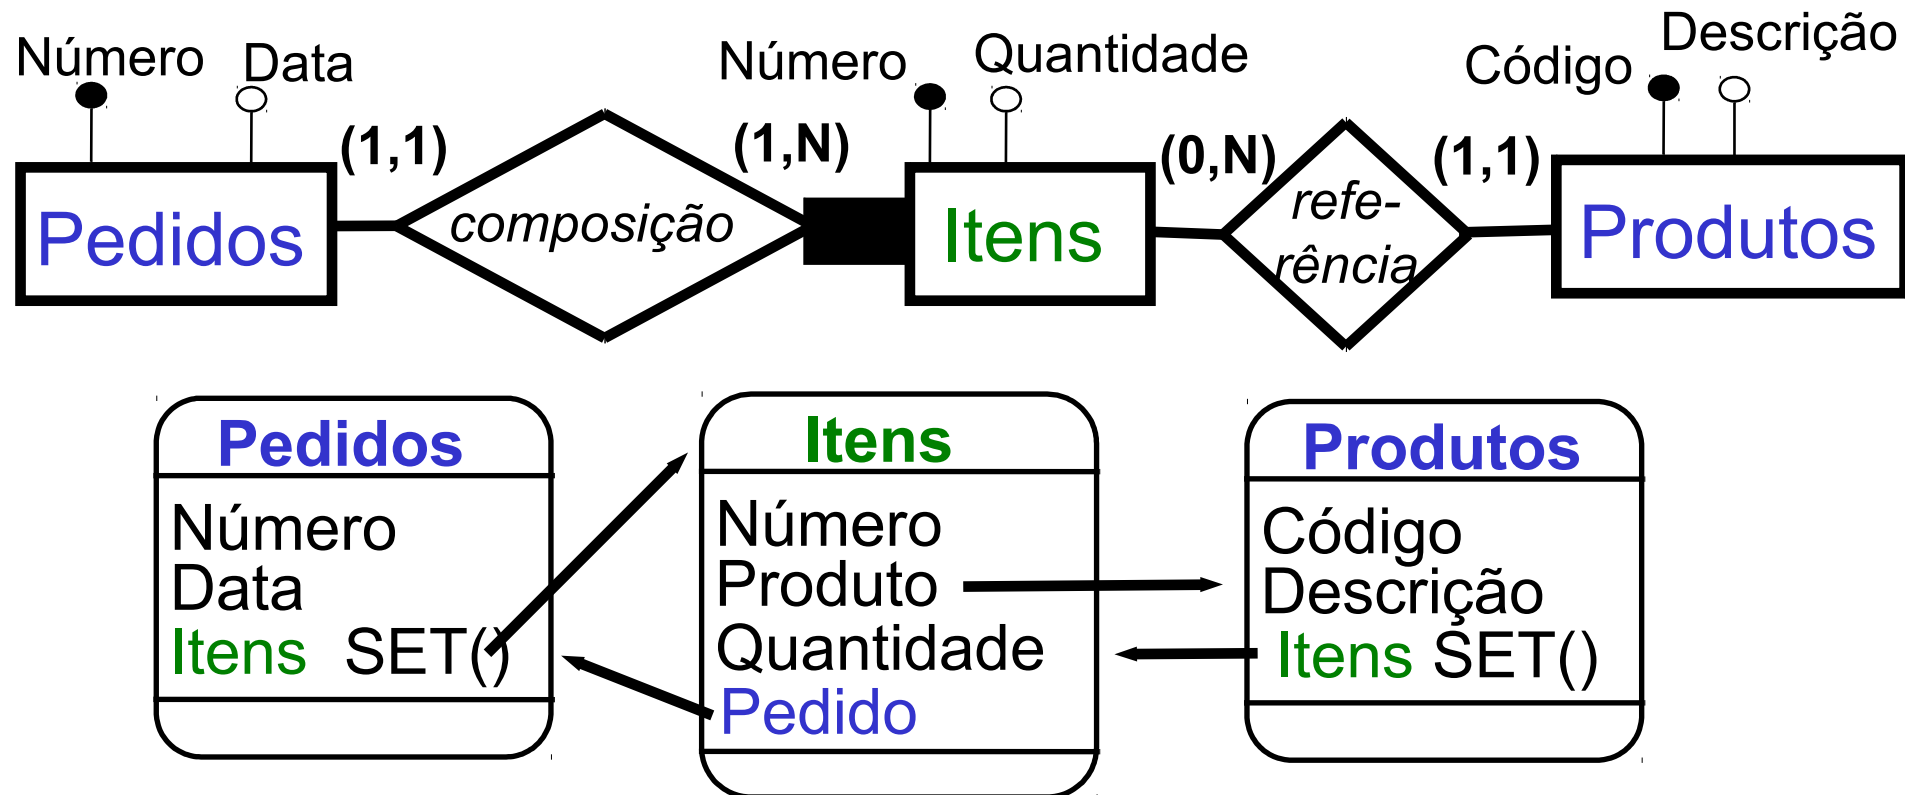 Número Data Número Quantidade Código Descrição
(1,1) (1,N) (0,N) (1,1)
Pedidos composição Itens refe- Produtos
rência
Pedidos
Número
Data
Itens SET()
Itens
Número
Produto
Quantidade
Pedido
Produtos
Código
Descrição
Itens SET()